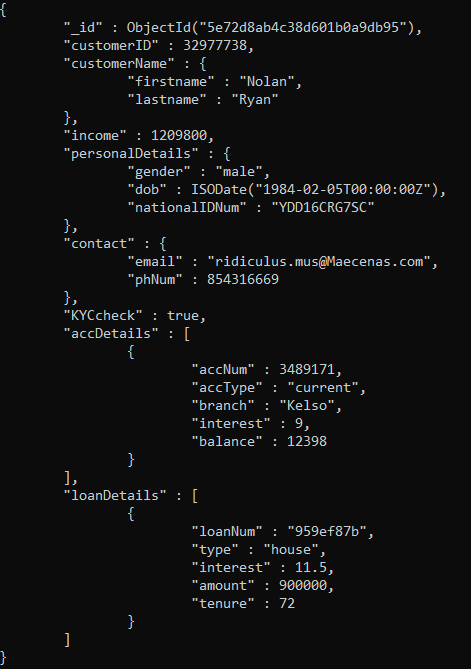 {
        "_id" : ObjectId("5e72d8ab4c38d601b0a9db95"),
        "customerID" : 32977738,
        "customerName" : {
                "firstname" : "Nolan",
                "lastname" : "Ryan"
        },
        "income" : 1209800,
        "personalDetails" : {
                "gender" : "male",
                "dob" : ISODate("1984-02-05T00:00:00Z"),
                "nationalIDNum" : "YDD16CRG7SC"
        },
        "contact" : {
                "email" : "ridiculus.mus@Maecenas.com",
                "phNum" : 854316669
        },
        "KYCcheck" : true,
        "accDetails" : [
                {
                        "accNum" : 3489171,
                        "accType" : "current",
                        "branch" : "Kelso",
                        "interest" : 9,
                        "balance" : 12398
                }
        ],
        "loanDetails" : [
                {
                        "loanNum" : "959ef87b",
                        "type" : "house",
                        "interest" : 11.5,
                        "amount" : 900000,
                        "tenure" : 72
                }
        ]
}